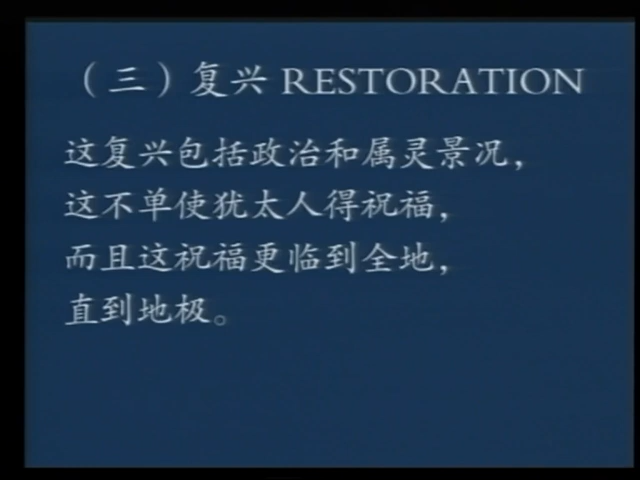 （三）复兴 RESTORATION
这复兴包括政治和属灵景况，
这不单使犹太人得祝福，
而且这祝福更临到全地，
直到地极。